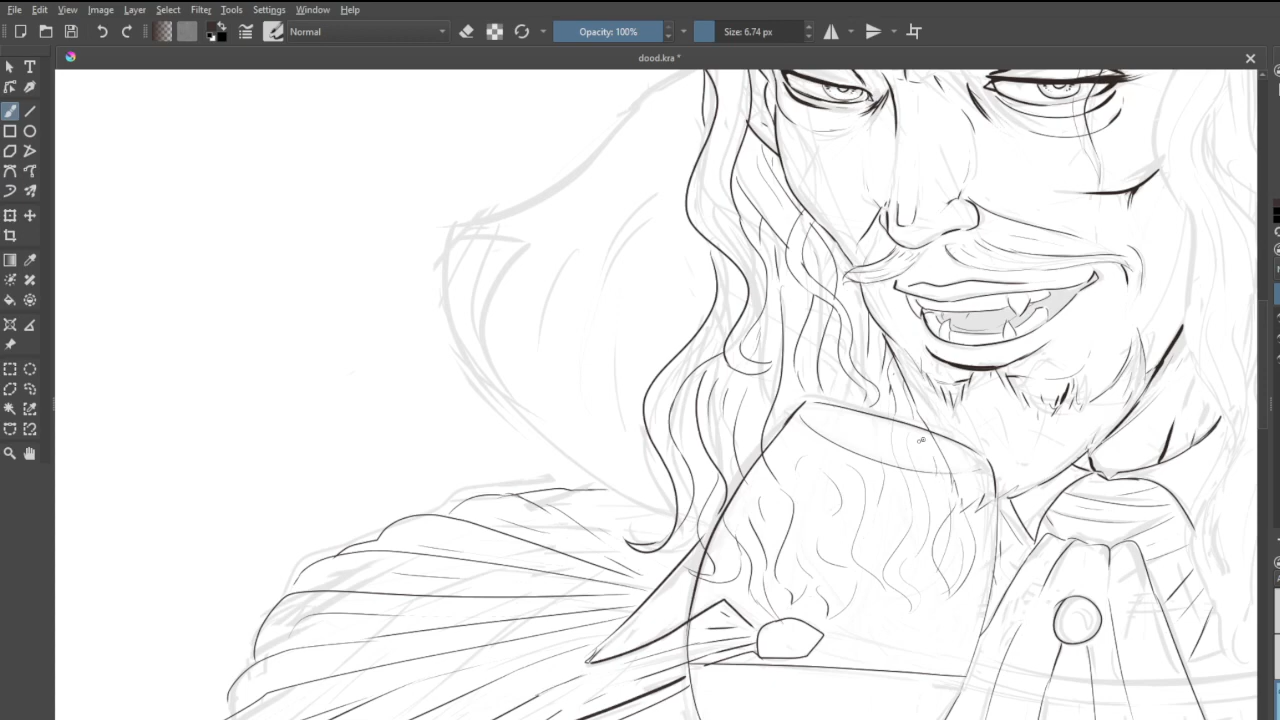 File Edit View Image Layer Select Filter Tools Settings Window Help
Normal Opacity: 100% Size: 6.74 px
dood.kra *